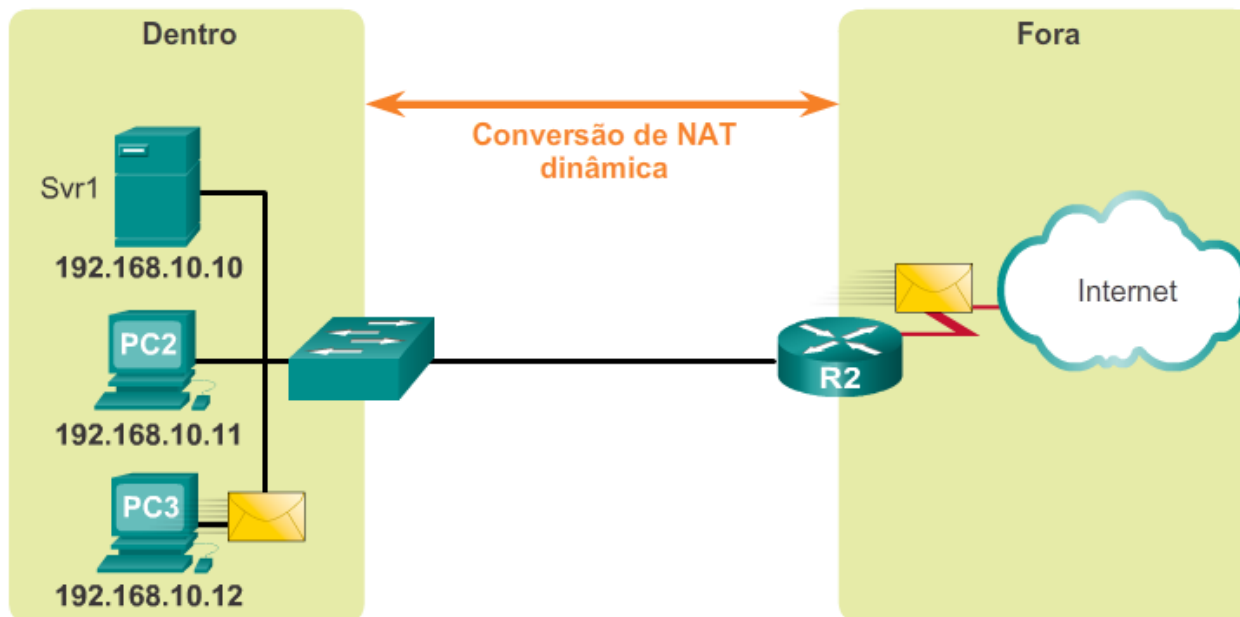 Dentro
Fora
Conversão de NAT
dinâmica
Svr1
192.168.10.10
PC2
192.168.10.11
PC3
192.168.10.12
R2
Internet